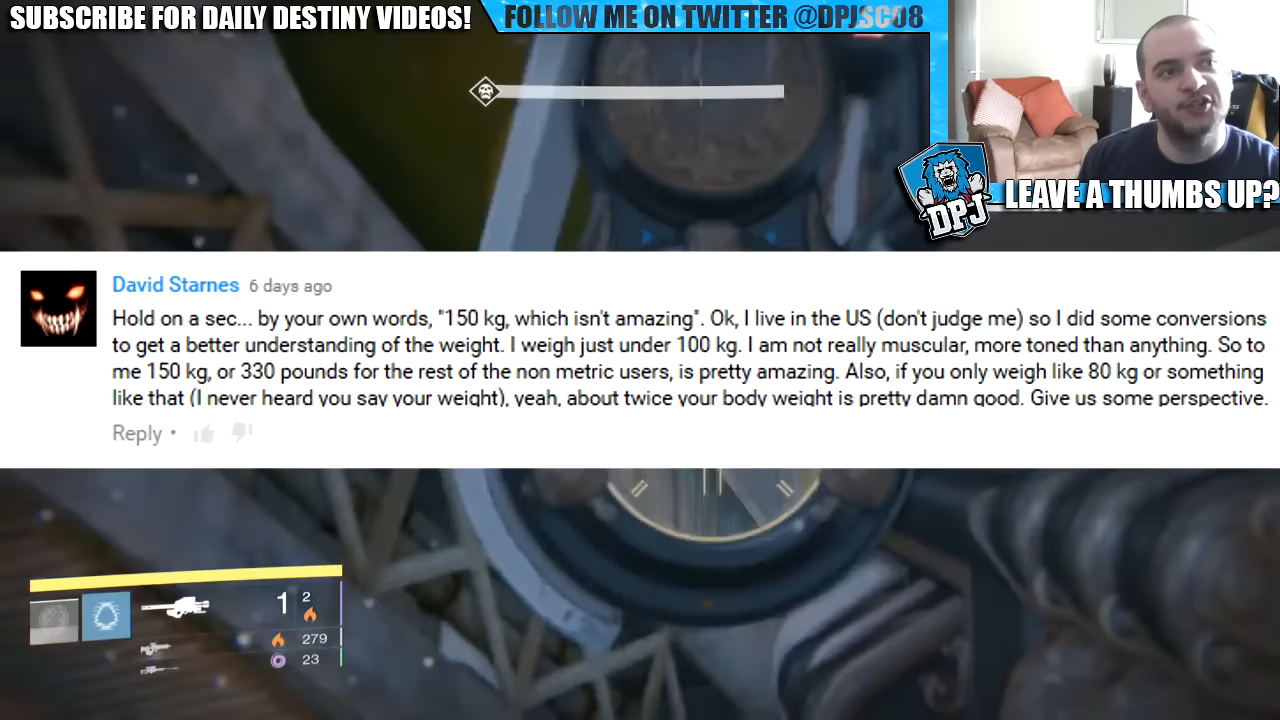 SUBSCRIBE FOR DAILY DESTINY VIDEOS!
FOLLOW ME ON TWITTER @DPJSC08
DPJ
LEAVE A THUMBS UP?
David Starnes 6 days ago
Hold on a sec... by your own words, "150 kg, which isn't amazing". Ok, I live in the US (don't judge me) so I did some conversions
to get a better understanding of the weight. I weigh just under 100 kg. I am not really muscular, more toned than anything. So to
me 150 kg, or 330 pounds for the rest of the non metric users, is pretty amazing. Also, if you only weigh like 80 kg or something
like that (I never heard you say your weight), yeah, about twice your body weight is pretty damn good. Give us some perspective.
Reply •
1 2
279
23